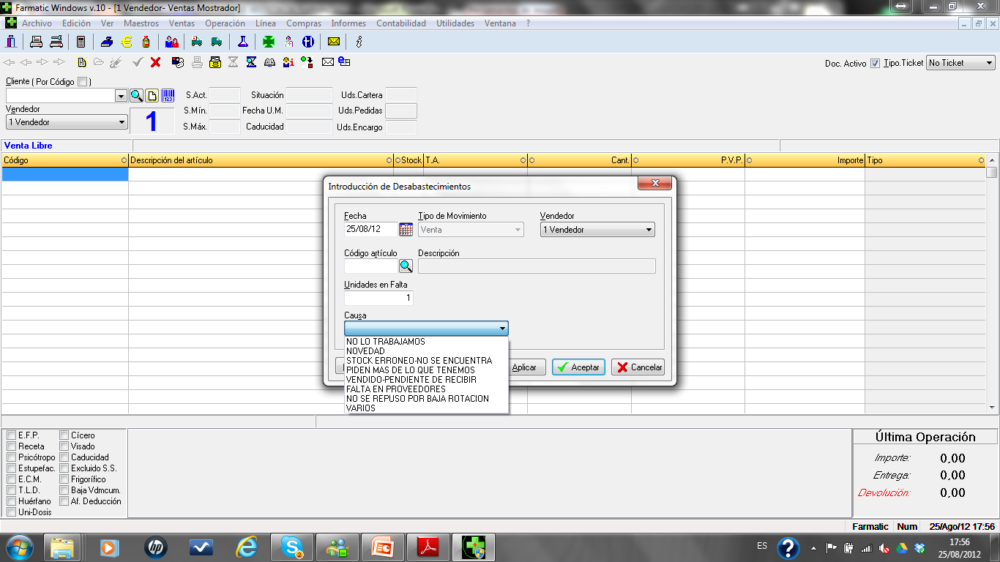 Farmatic Windows v.10 - [1 Vendedor- Ventas Mostrador]
Archivo Edición Ver Maestros Ventas Operación Línea Compras Informes Contabilidad Utilidades Ventana ?
Doc. Activo Tipo.Ticket No Ticket
Cliente ( Por Código )
S.Act. Situación Uds.Cartera
Vendedor
S.Mín. Fecha U.M. Uds.Pedidas
1 Vendedor
1
S.Máx. Caducidad Uds.Encargo
Venta Libre
Código Descripción del artículo Stock T.A. Cant. P.V.P. Importe Tipo
Introducción de Desabastecimientos
Fecha Tipo de Movimiento Vendedor
25/08/12 Venta 1 Vendedor
Código artículo Descripción
Unidades en Falta
1
Causa
NO LO TRABAJAMOS
NOVEDAD
STOCK ERRONEO-NO SE ENCUENTRA
PIDEN MAS DE LO QUE TENEMOS
VENDIDO-PENDIENTE DE RECIBIR
FALTA EN PROVEEDORES
NO SE REPUSO POR BAJA ROTACION
VARIOS
Aplicar Aceptar Cancelar
E.F.P. Cícero
Receta Visado
Psicótropo Caducidad
Estupefac. Excluido S.S.
E.C.M. Frigorífico
T.L.D. Baja Vdmcum.
Huérfano Af. Deducción
Uni-Dosis
Última Operación
Importe: 0,00
Entrega: 0,00
Devolución: 0,00
Farmatic Num 25/Ago/12 17:56
ES
17:56
25/08/2012